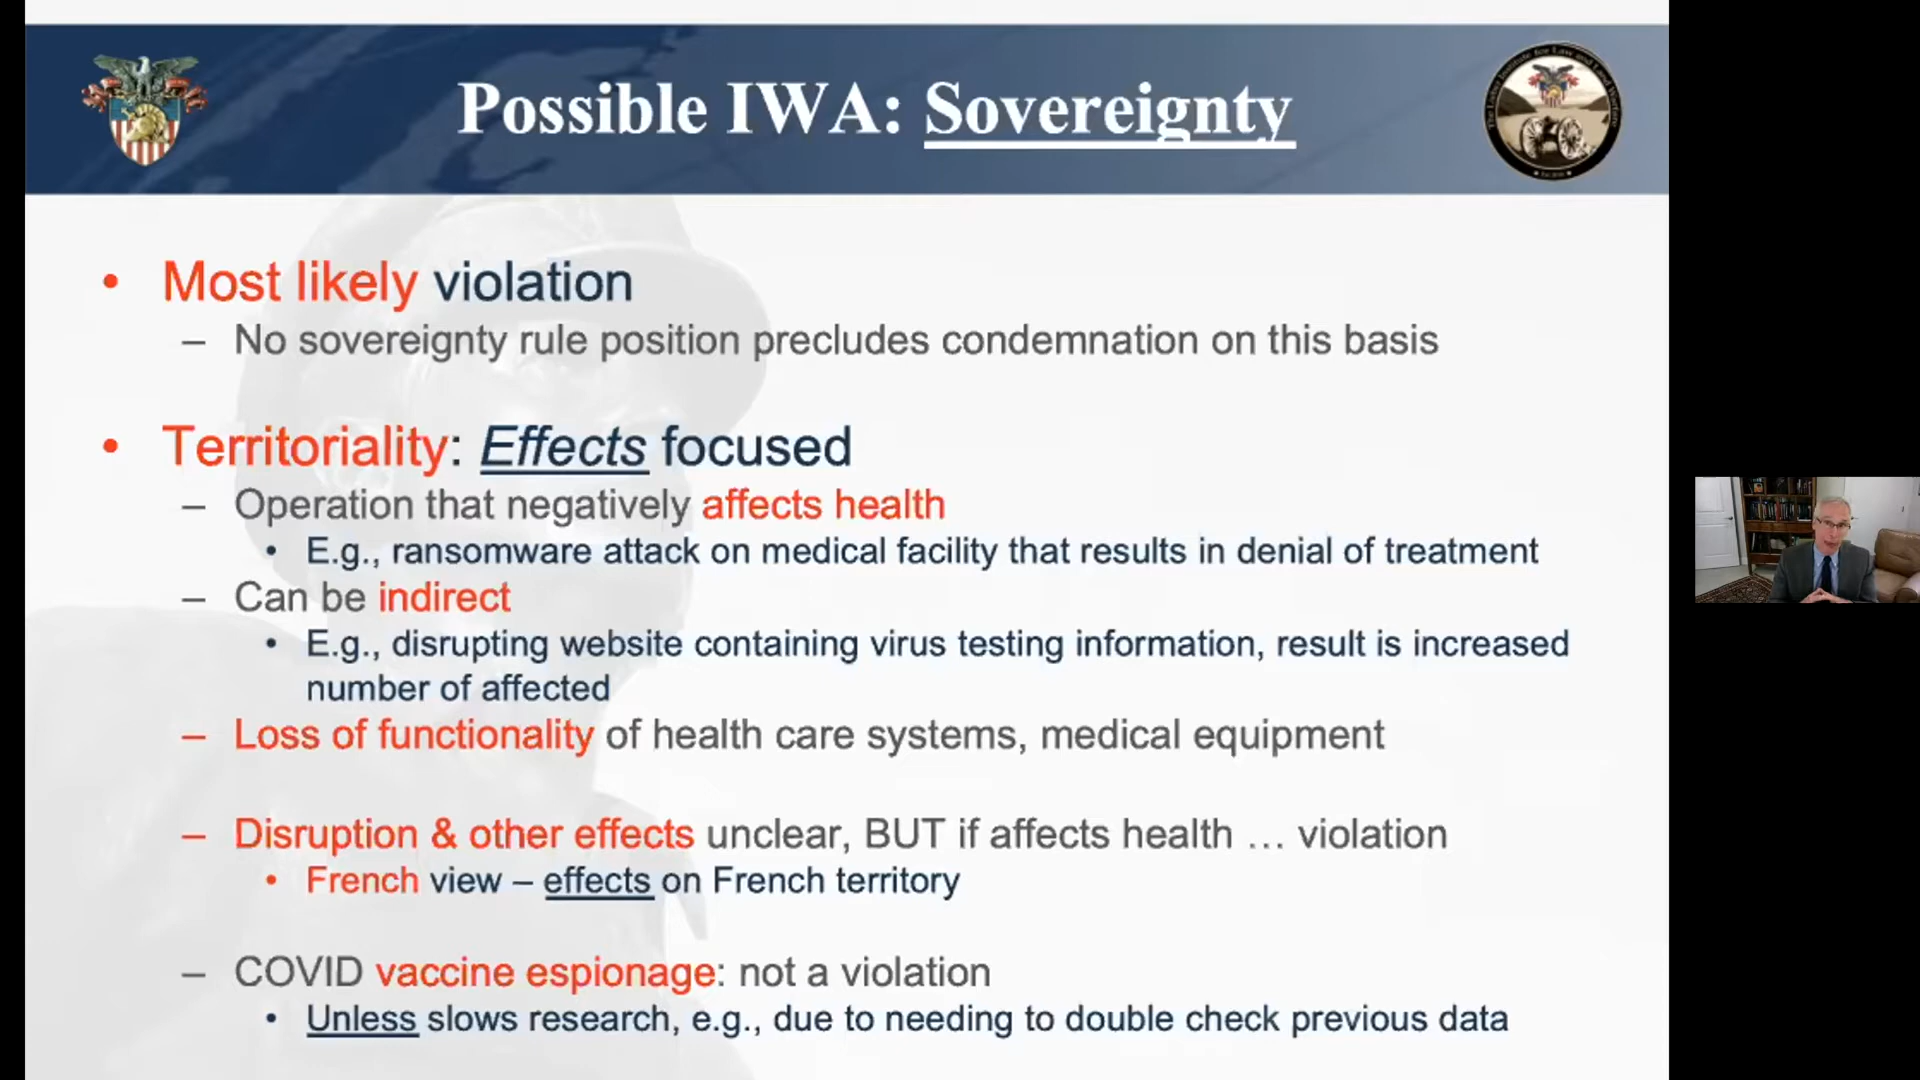 Possible IWA: Sovereignty
• Most likely violation
– No sovereignty rule position precludes condemnation on this basis
• Territoriality: Effects focused
– Operation that negatively affects health
• E.g., ransomware attack on medical facility that results in denial of treatment
– Can be indirect
• E.g., disrupting website containing virus testing information, result is increased
number of affected
– Loss of functionality of health care systems, medical equipment
– Disruption & other effects unclear, BUT if affects health … violation
• French view – effects on French territory
– COVID vaccine espionage: not a violation
• Unless slows research, e.g., due to needing to double check previous data